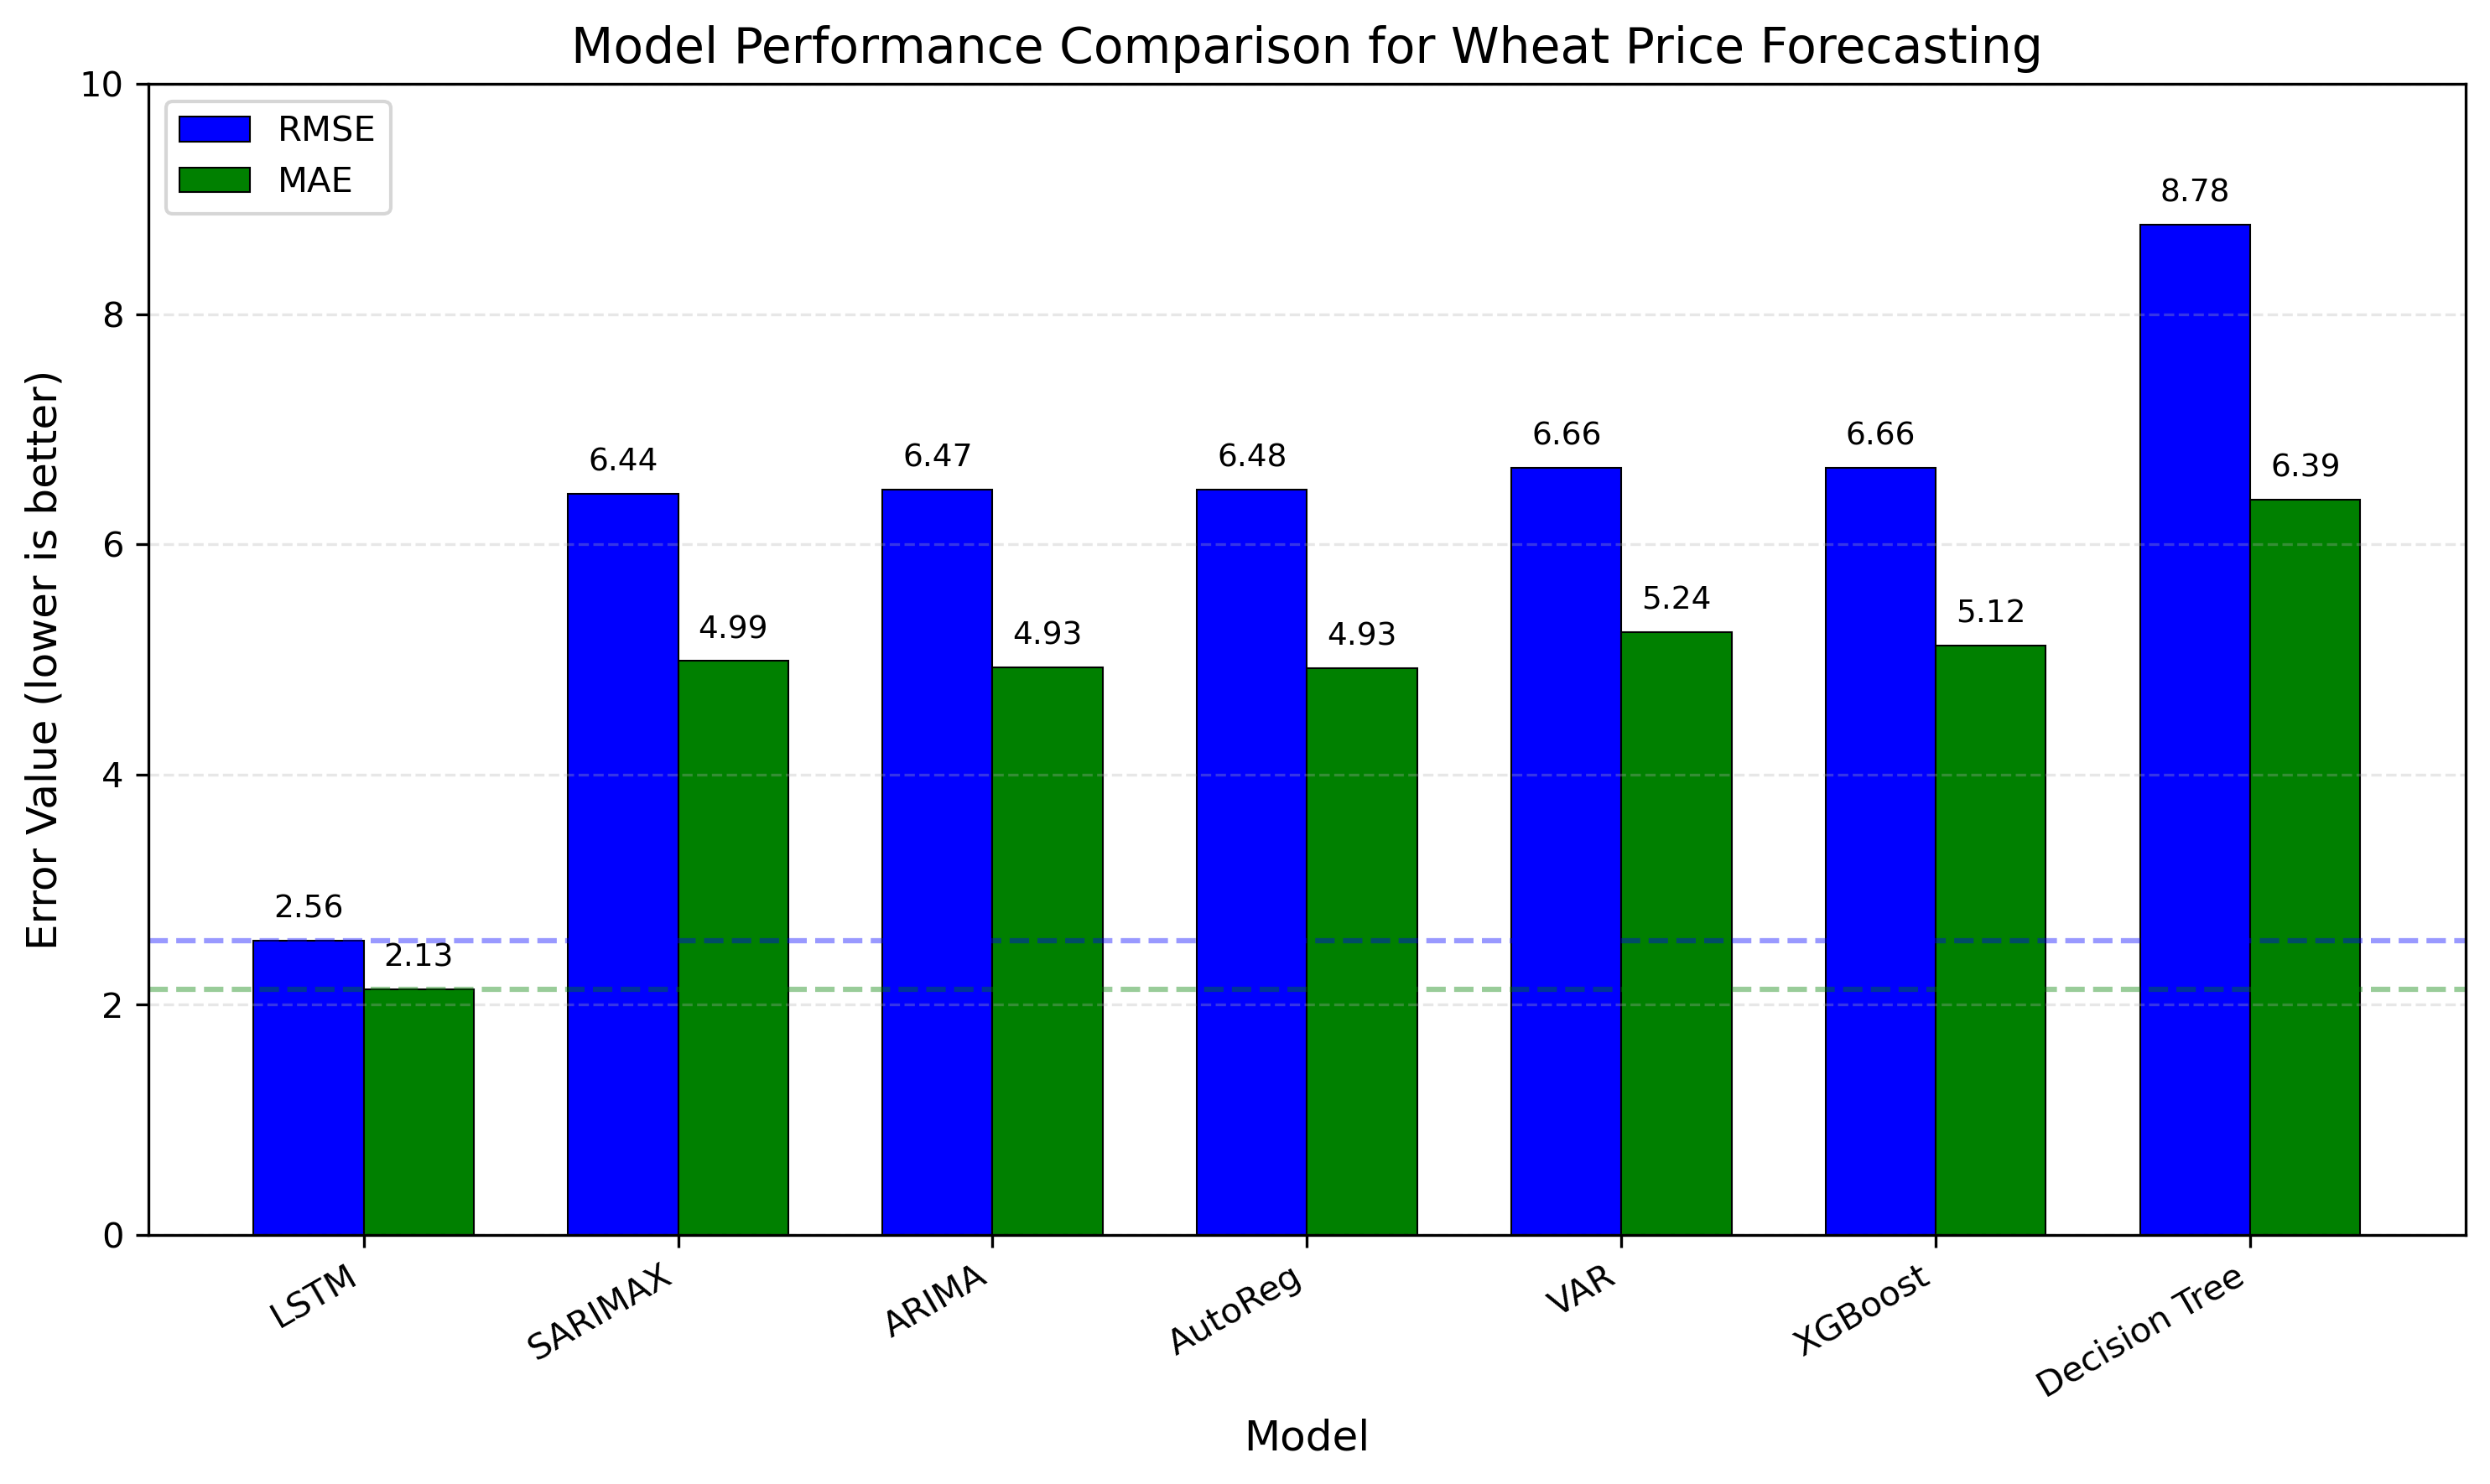 Model Performance Comparison for Wheat Price Forecasting
Error Value (lower is better)
10
8
6
4
2
0
RMSE
MAE
2.56
2.13
6.44
4.99
6.47
4.93
6.48
4.93
6.66
5.24
6.66
5.12
8.78
6.39
LSTM
SARIMAX
ARIMA
AutoReg
VAR
XGBoost
Decision Tree
Model